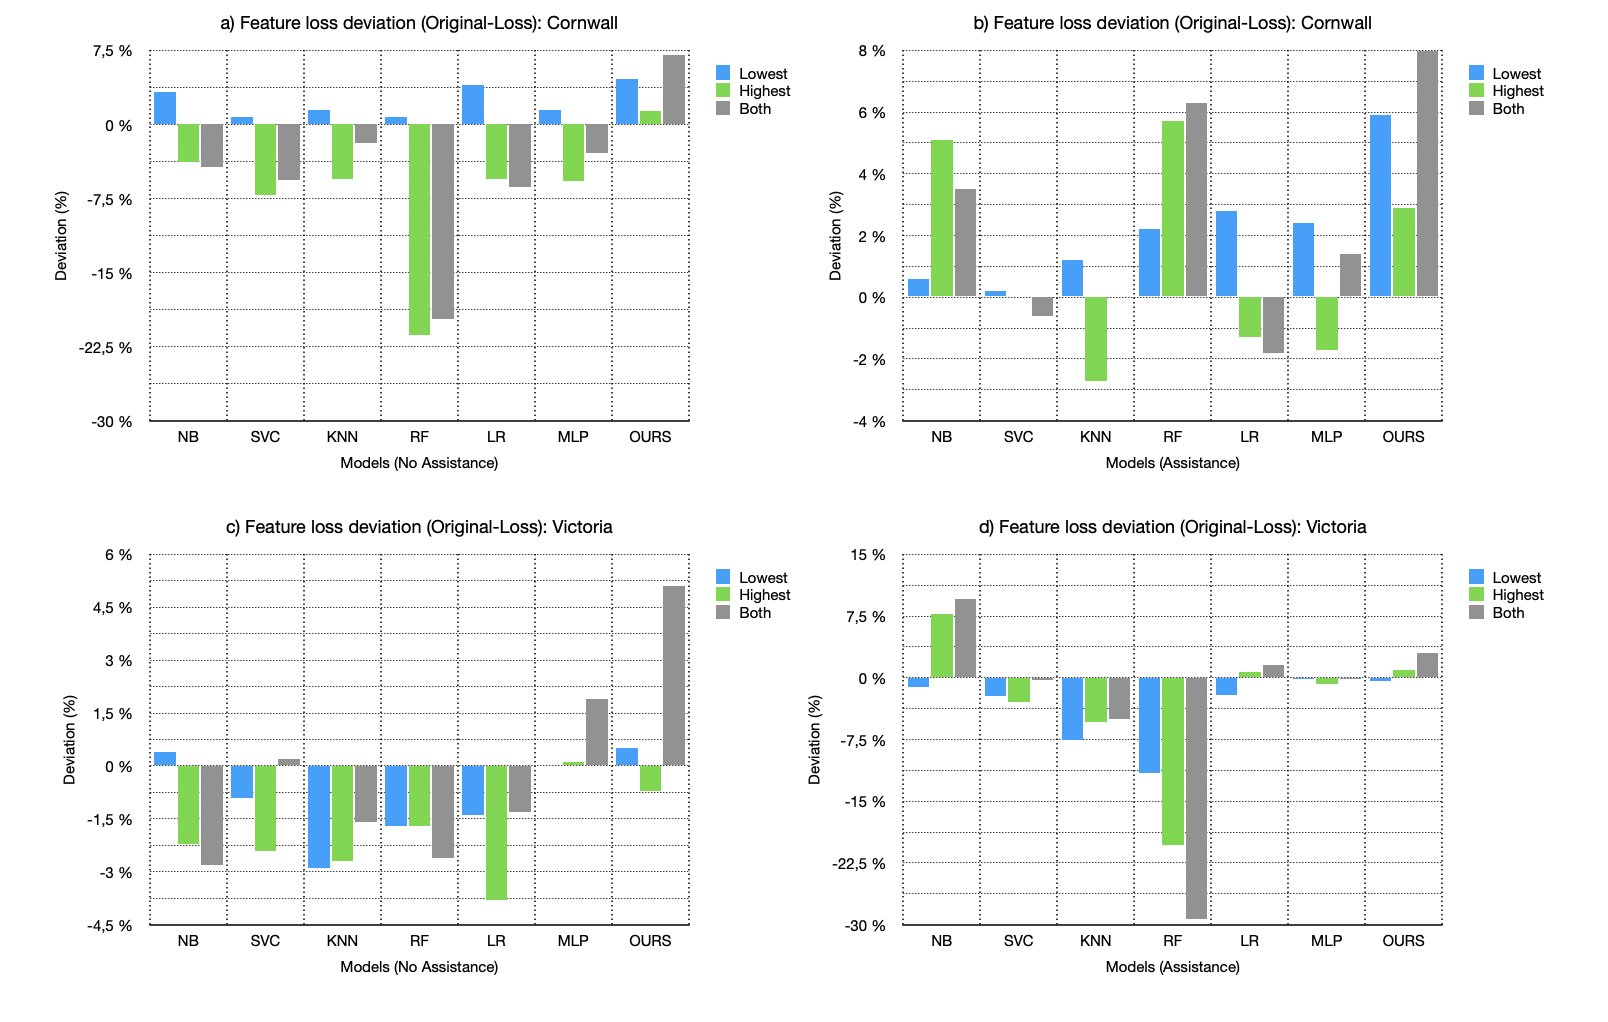 a) Feature loss deviation (Original-Loss): Cornwall
7,5 %
0 %
-7,5 %
-15 %
-22,5 %
-30 %
Deviation (%)
NB SVC KNN RF LR MLP OURS
Models (No Assistance)
Lowest
Highest
Both
b) Feature loss deviation (Original-Loss): Cornwall
8 %
6 %
4 %
2 %
0 %
-2 %
-4 %
Deviation (%)
NB SVC KNN RF LR MLP OURS
Models (Assistance)
Lowest
Highest
Both
c) Feature loss deviation (Original-Loss): Victoria
6 %
4,5 %
3 %
1,5 %
0 %
-1,5 %
-3 %
-4,5 %
Deviation (%)
NB SVC KNN RF LR MLP OURS
Models (No Assistance)
Lowest
Highest
Both
d) Feature loss deviation (Original-Loss): Victoria
15 %
7,5 %
0 %
-7,5 %
-15 %
-22,5 %
-30 %
Deviation (%)
NB SVC KNN RF LR MLP OURS
Models (Assistance)
Lowest
Highest
Both